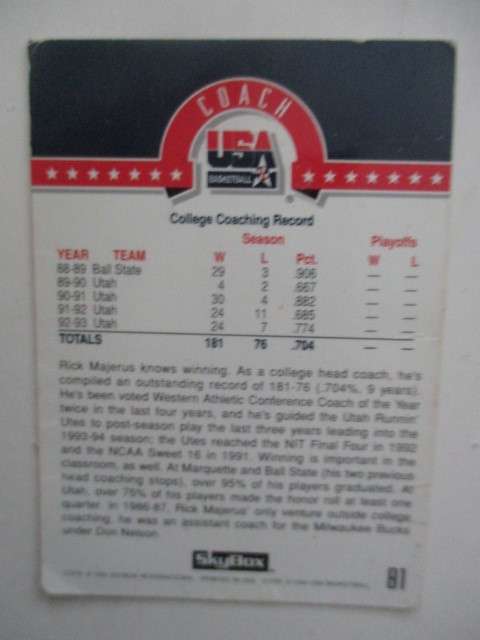 COACH
USA
BASKETBALL
®
College Coaching Record
Season Playoffs
YEAR TEAM W L Pct. W L
88-89 Ball State 29 3 .906 — —
89-90 Utah 4 2 .667 — —
90-91 Utah 30 4 .882 — —
91-92 Utah 24 11 .685 — —
92-93 Utah 24 7 .774 — —
TOTALS 181 76 .704 — —
Rick Majerus knows winning. As a college head coach, he's
compiled an outstanding record of 181-76 (.704%, 9 years).
He's been voted Western Athletic Conference Coach of the Year
twice in the last four years, and he's guided the Utah Runnin'
Utes to post-season play the last three years leading into the
1993-94 season; the Utes reached the NIT Final Four in 1992
and the NCAA Sweet 16 in 1991. Winning is important in the
classroom, as well. At Marquette and Ball State (his two previous
head coaching stops), over 95% of his players graduated. At
Utah, over 75% of his players made the honor roll at least one
quarter. In 1986-87, Rick Majerus' only venture outside college
coaching, he was an assistant coach for the Milwaukee Bucks
under Don Nelson.
SkyBox
81